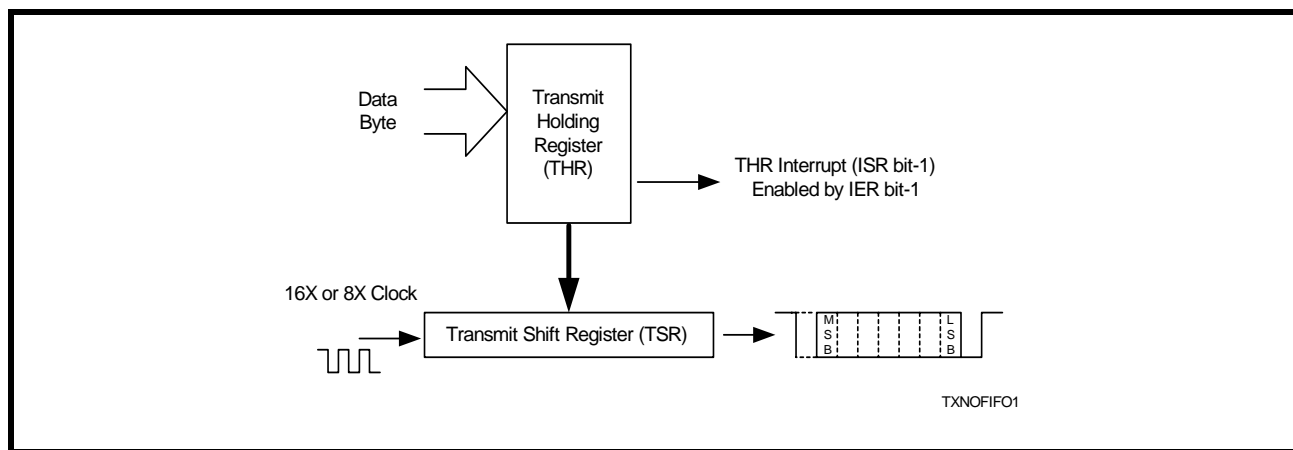 Data
Byte
Transmit
Holding
Register
(THR)
THR Interrupt (ISR bit-1)
Enabled by IER bit-1
16X or 8X Clock
Transmit Shift Register (TSR)
M
S
B
L
S
B
TXNOFIFO1